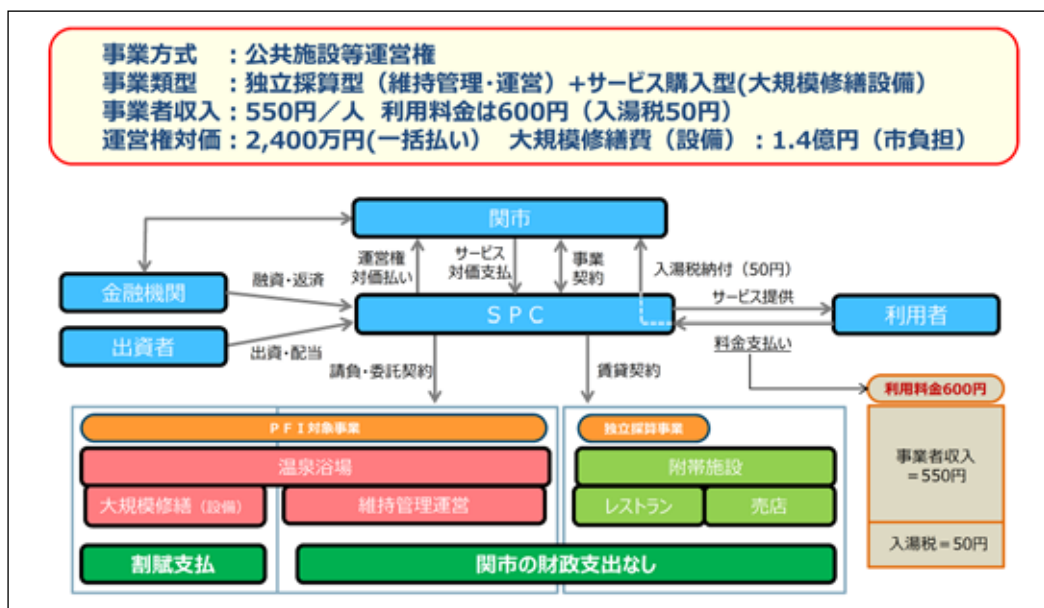 事業方式 ：公共施設等運営権
事業類型 ：独立採算型（維持管理・運営）+サービス購入型(大規模修繕設備)
事業者収入：550円／人 利用料金は600円（入湯税50円）
運営権対価：2,400万円(一括払い) 大規模修繕費（設備）：1.4億円（市負担）
関市
運営権
対価払い
サービス
対価支払
事業
契約
入湯税納付（50円）
金融機関
融資・返済
サービス提供
SPC
利用者
出資者
出資・配当
料金支払い
請負・委託契約
賃貸契約
利用料金600円
PFI対象事業
独立採算事業
温泉浴場
附帯施設
事業者収入
＝550円
大規模修繕（設備）
維持管理運営
レストラン
売店
入湯税＝50円
割賦支払
関市の財政支出なし